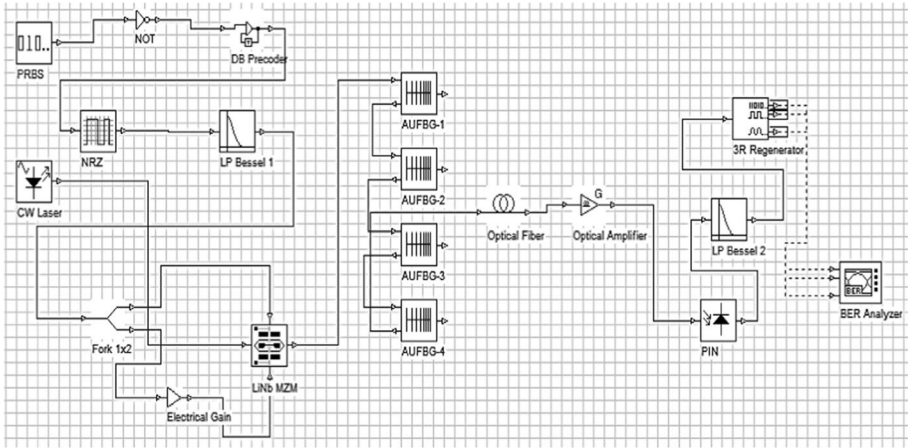 010..
PRBS
NOT
T
DB Precoder
NRZ
LP Bessel 1
CW Laser
Fork 1x2
LiNb MZM
Electrical Gain
AUFBG-1
AUFBG-2
AUFBG-3
AUFBG-4
Optical Fiber
G
Optical Amplifier
3R Regenerator
LP Bessel 2
PIN
BER
BER Analyzer